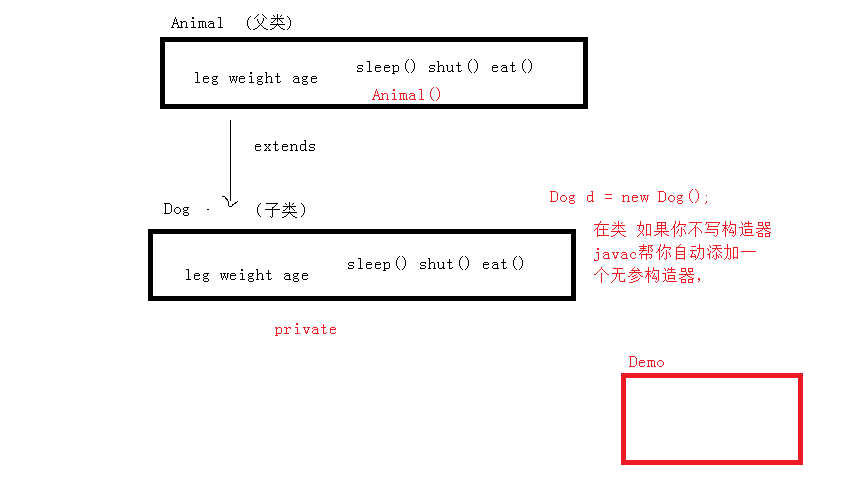 Animal (父类)
leg weight age
sleep() shut() eat()
Animal()
extends
Dog (子类)
Dog d = new Dog();
在类 如果你不写构造器
javac帮你自动添加一
个无参构造器,
leg weight age
sleep() shut() eat()
private
Demo